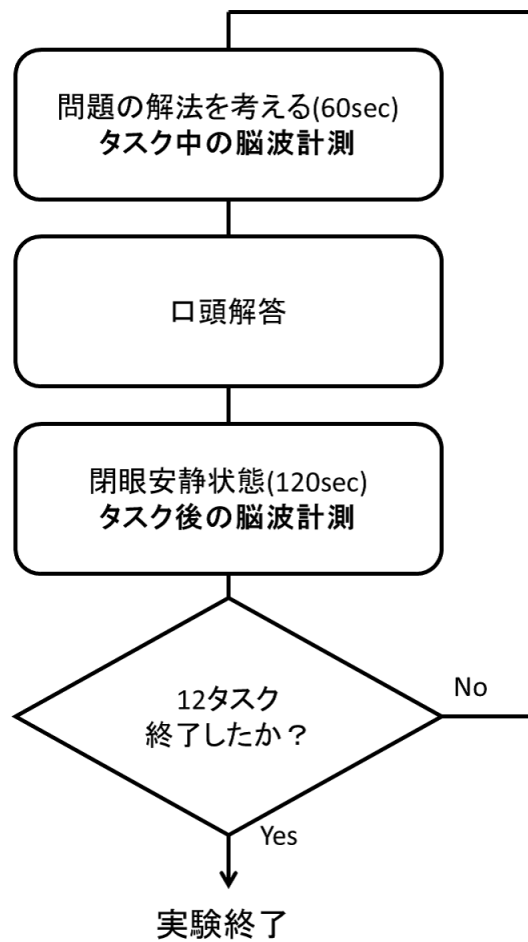 問題の解法を考える(60sec)
タスク中の脳波計測
口頭解答
閉眼安静状態(120sec)
タスク後の脳波計測
12タスク
終了したか？
No
Yes
実験終了